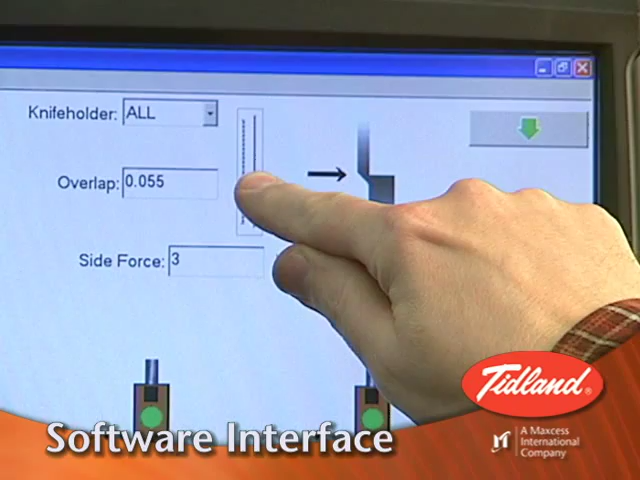 Knifeholder: ALL
Overlap: 0.055
Side Force: 3
Tidland®
Software Interface
A Maxcess
International
Company